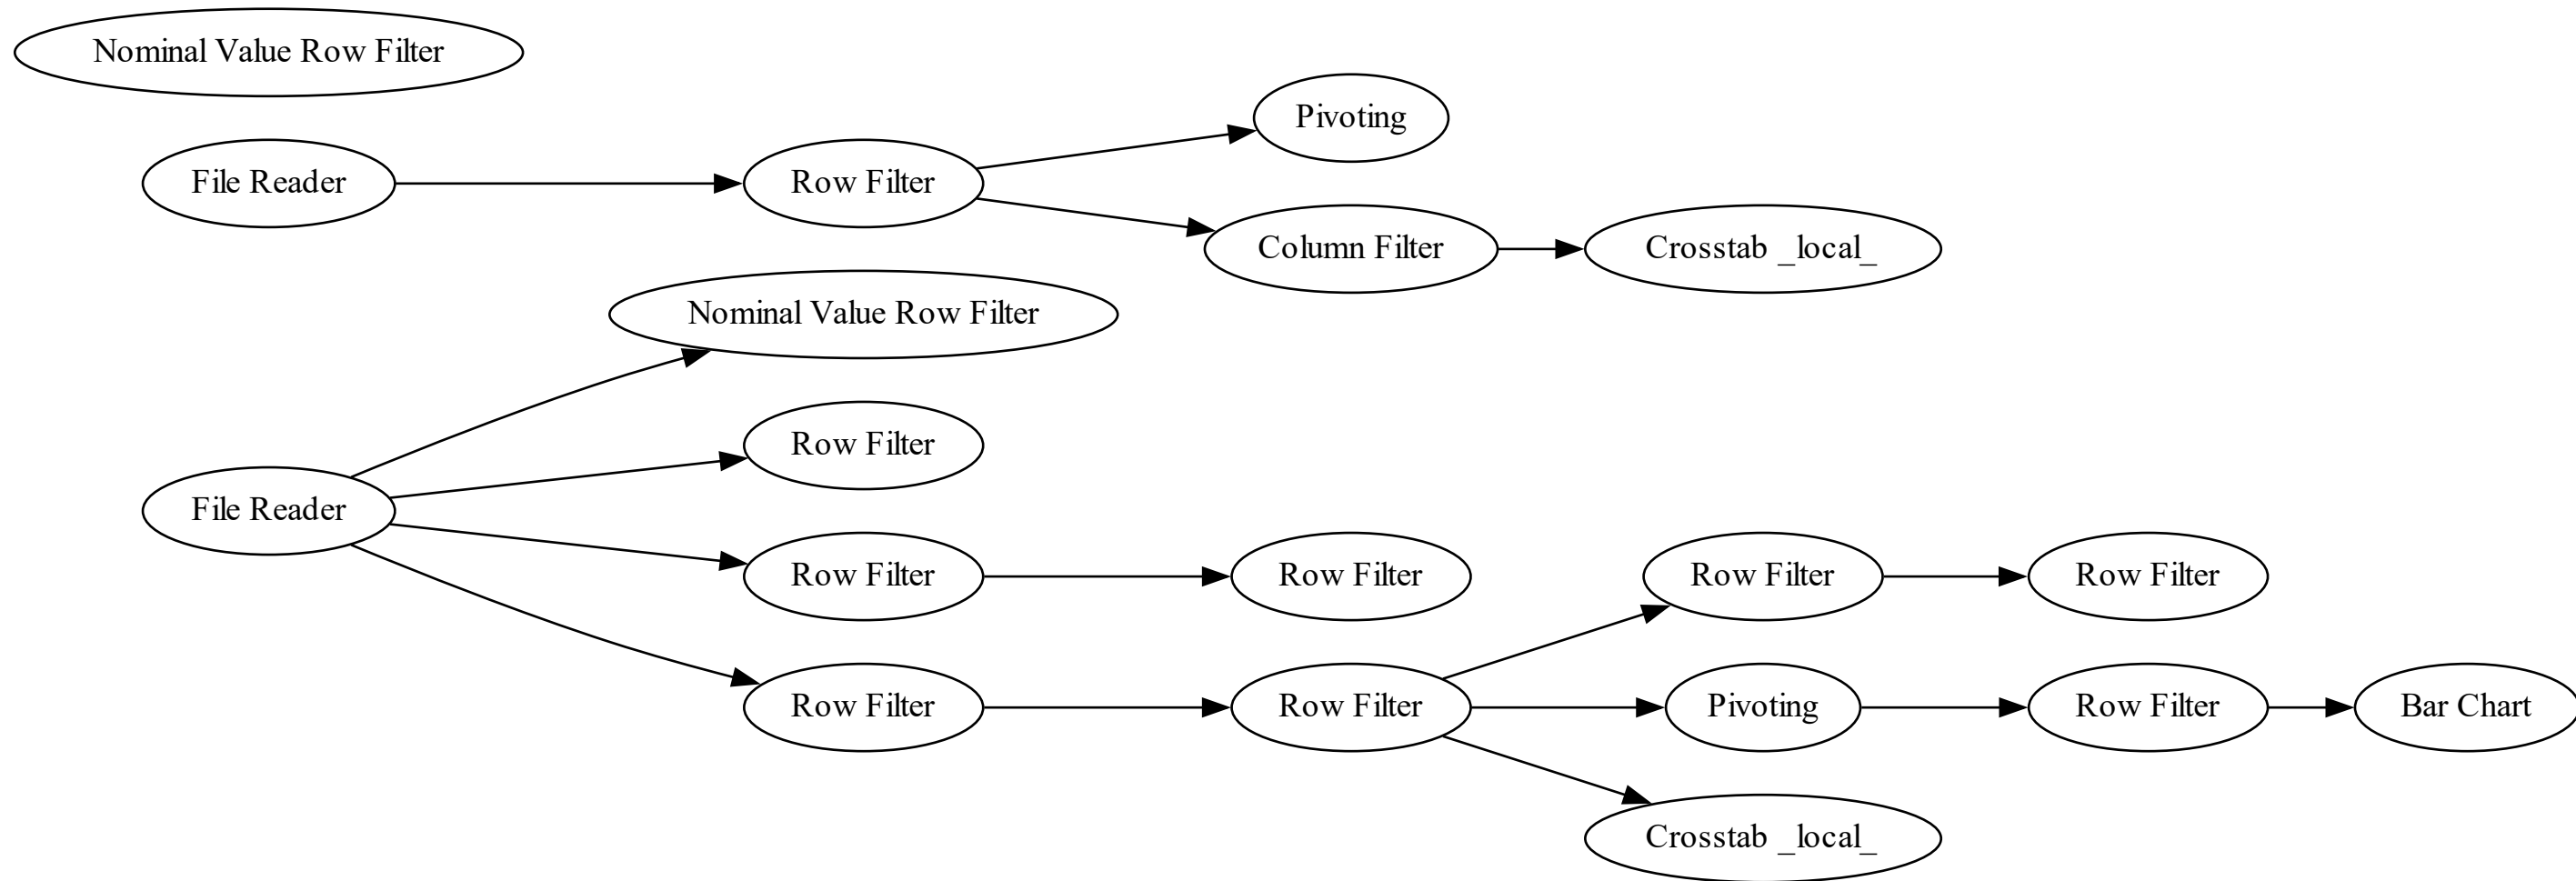 Nominal Value Row Filter
Pivoting
File Reader
Row Filter
Column Filter
Crosstab _local_
Nominal Value Row Filter
Row Filter
File Reader
Row Filter
Row Filter
Row Filter
Row Filter
Row Filter
Row Filter
Pivoting
Row Filter
Bar Chart
Crosstab _local_